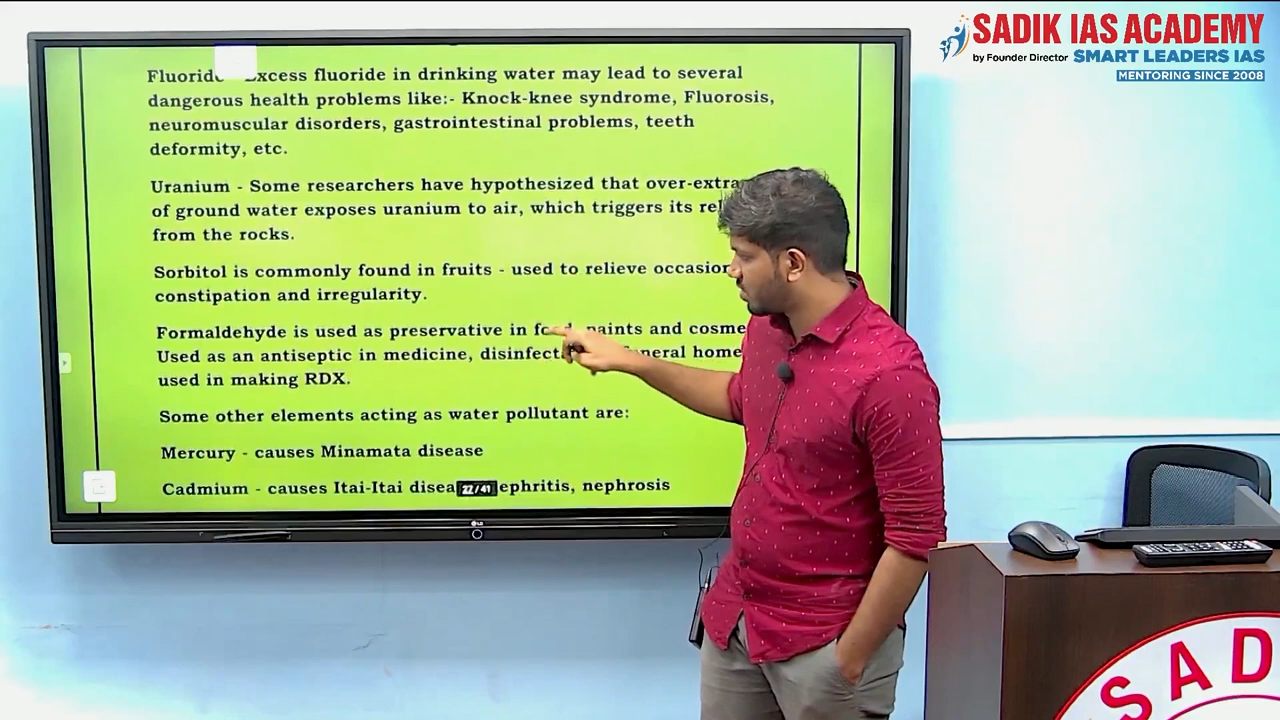 SADIK IAS ACADEMY
by Founder Director SMART LEADERS IAS
MENTORING SINCE 2008
Fluoride - Excess fluoride in drinking water may lead to several
dangerous health problems like:- Knock-knee syndrome, Fluorosis,
neuromuscular disorders, gastrointestinal problems, teeth
deformity, etc.
Uranium - Some researchers have hypothesized that over-extra
of ground water exposes uranium to air, which triggers its rel
from the rocks.
Sorbitol is commonly found in fruits - used to relieve occasion
constipation and irregularity.
Formaldehyde is used as preservative in food, paints and cosme
Used as an antiseptic in medicine, disinfect funeral home
used in making RDX.
Some other elements acting as water pollutant are:
Mercury - causes Minamata disease
Cadmium - causes Itai-Itai disea ephritis, nephrosis
22/41
LG
SAD